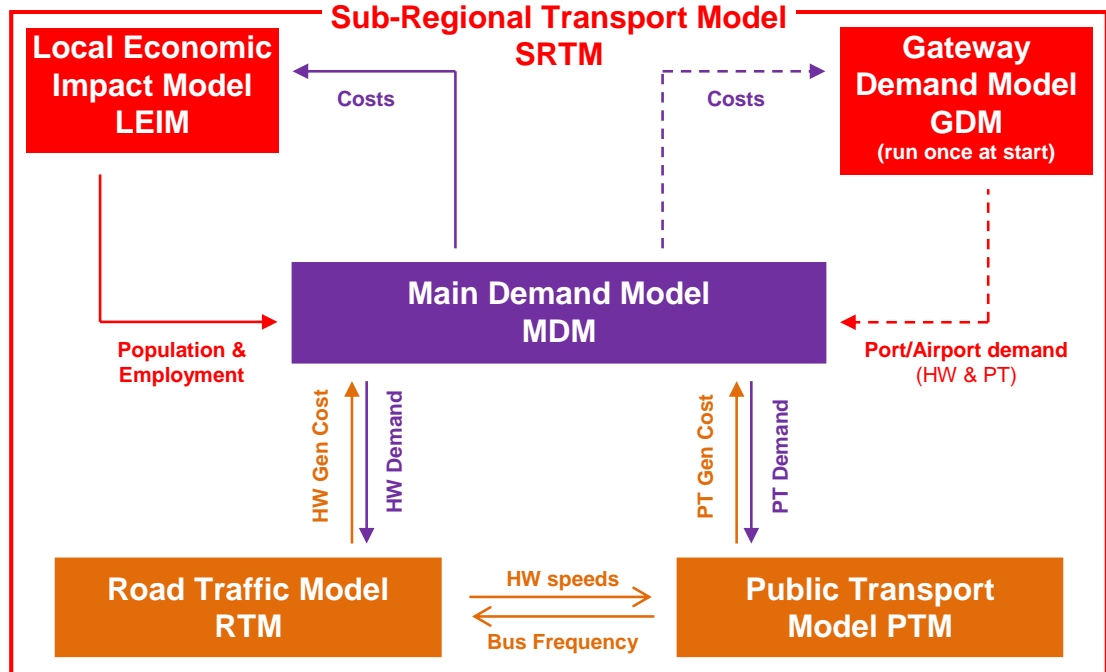 Sub-Regional Transport Model
SRTM
Local Economic
Impact Model
LEIM
Costs
Costs
Gateway
Demand Model
GDM
(run once at start)
Main Demand Model
MDM
Population &
Employment
Port/Airport demand
(HW & PT)
HW Gen Cost
HW Demand
PT Gen Cost
PT Demand
Road Traffic Model
RTM
HW speeds
Bus Frequency
Public Transport
Model PTM